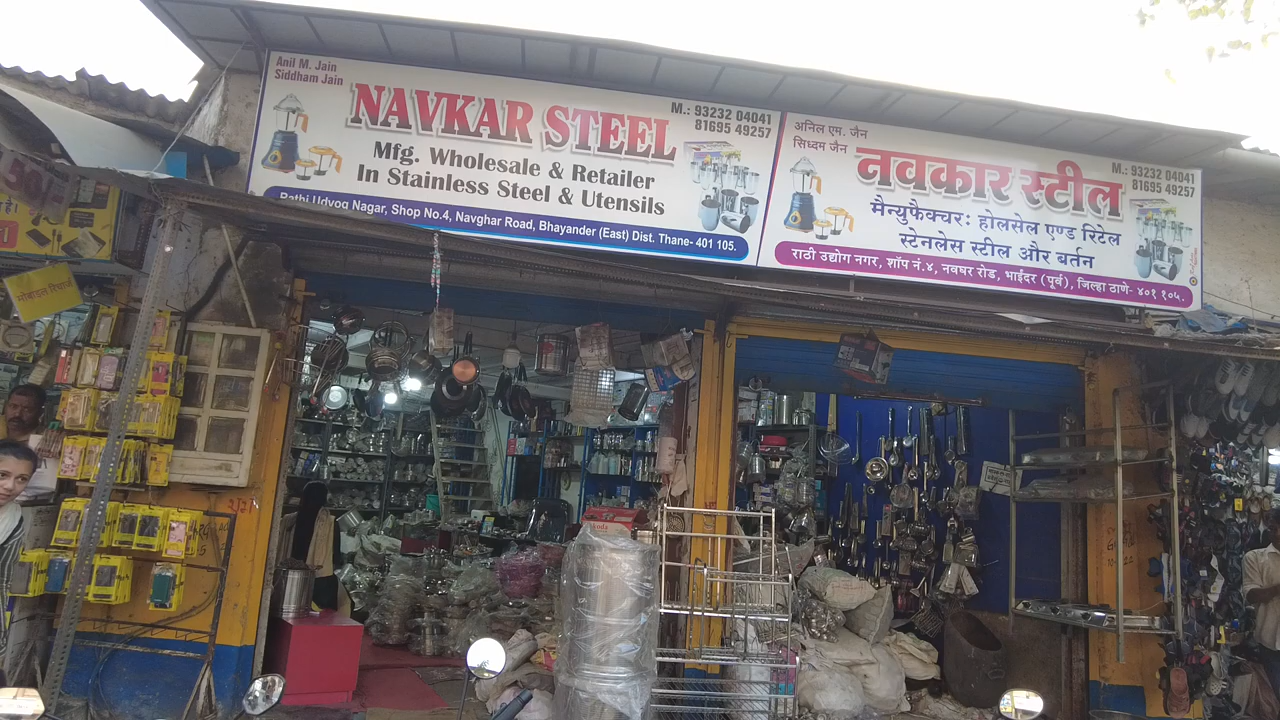 Anil M. Jain
Siddham Jain
NAVKAR STEEL
M.: 93232 04041
81695 49257
Mfg. Wholesale & Retailer
In Stainless Steel & Utensils
Rathi Udyog Nagar, Shop No.4, Navghar Road, Bhayander (East) Dist. Thane- 401 105.
अनिल एम. जैन
सिध्दम जैन
नवकार स्टील
M.: 93232 04041
81695 49257
मैन्युफैक्चर: होलसेल एण्ड रिटेल
स्टेनलेस स्टील और बर्तन
राठी उद्योग नगर, शॉप नं.४, नवघर रोड, भाईंदर (पूर्व), जिल्हा ठाणे- ४०१ १०५.
मोबाइल रिचार्ज